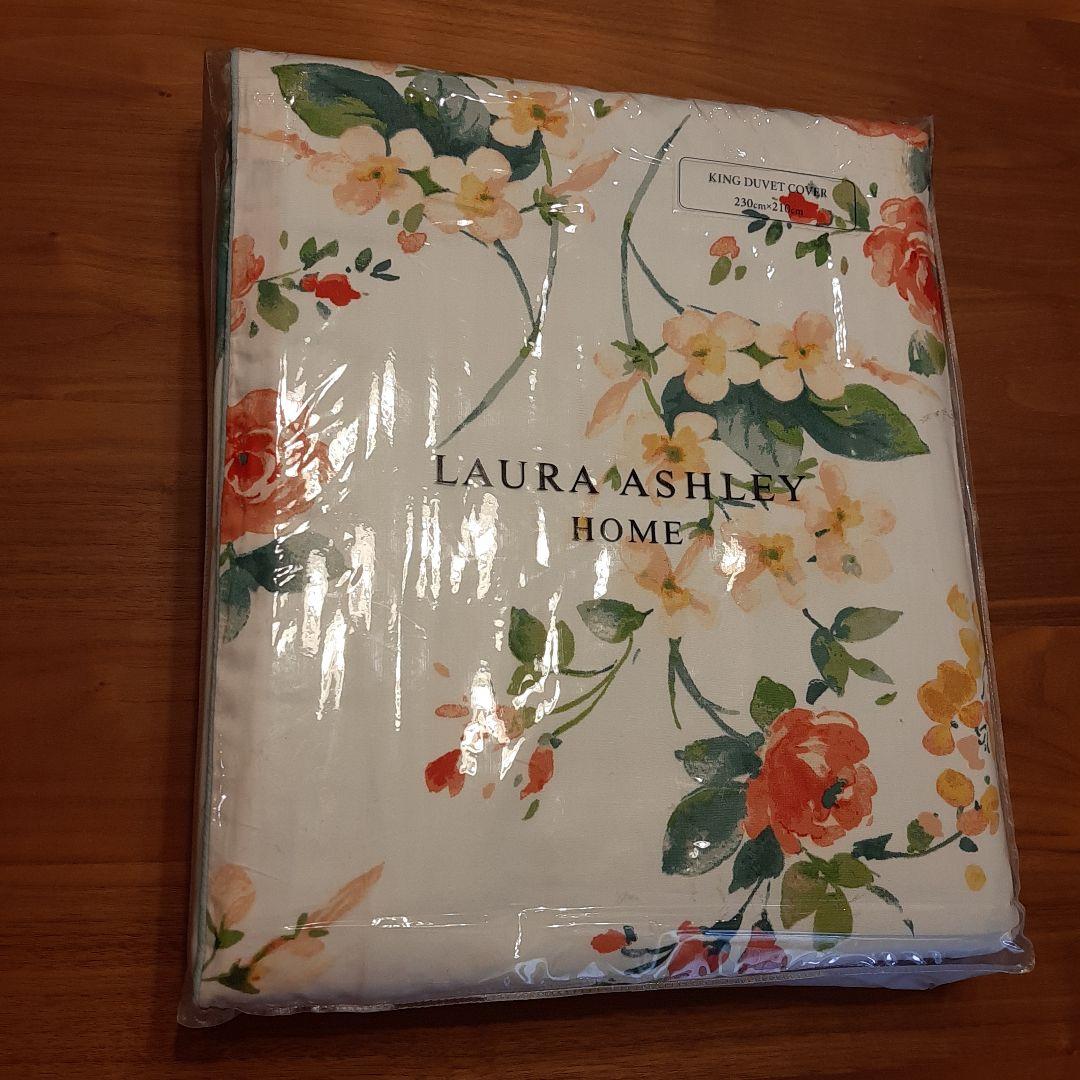 KING DUVET COVER
230cm×210cm
LAURA ASHLEY
HOME